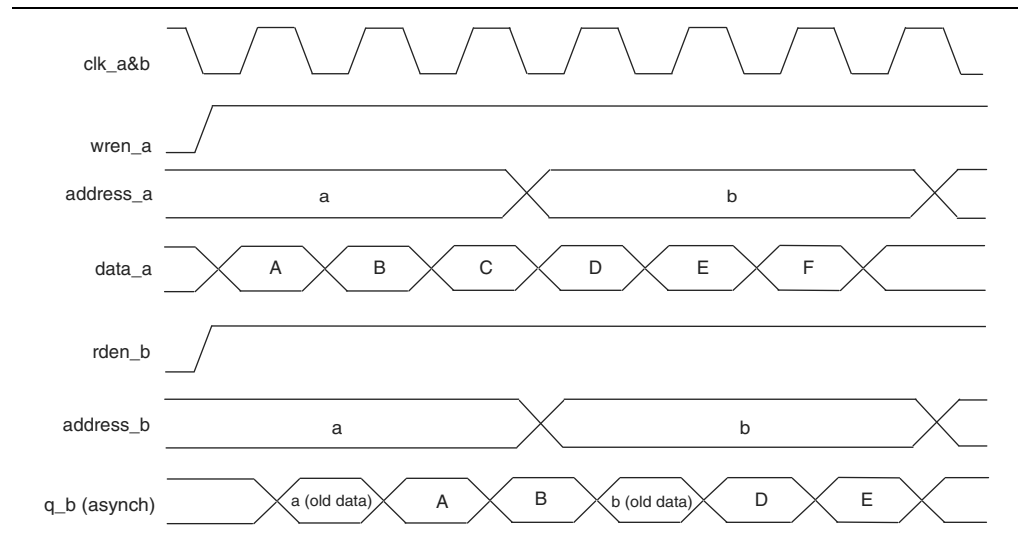 clk_a&b
wren_a
address_a a b
data_a A B C D E F
rden_b
address_b a b
q_b (asynch) a (old data) A B b (old data) D E